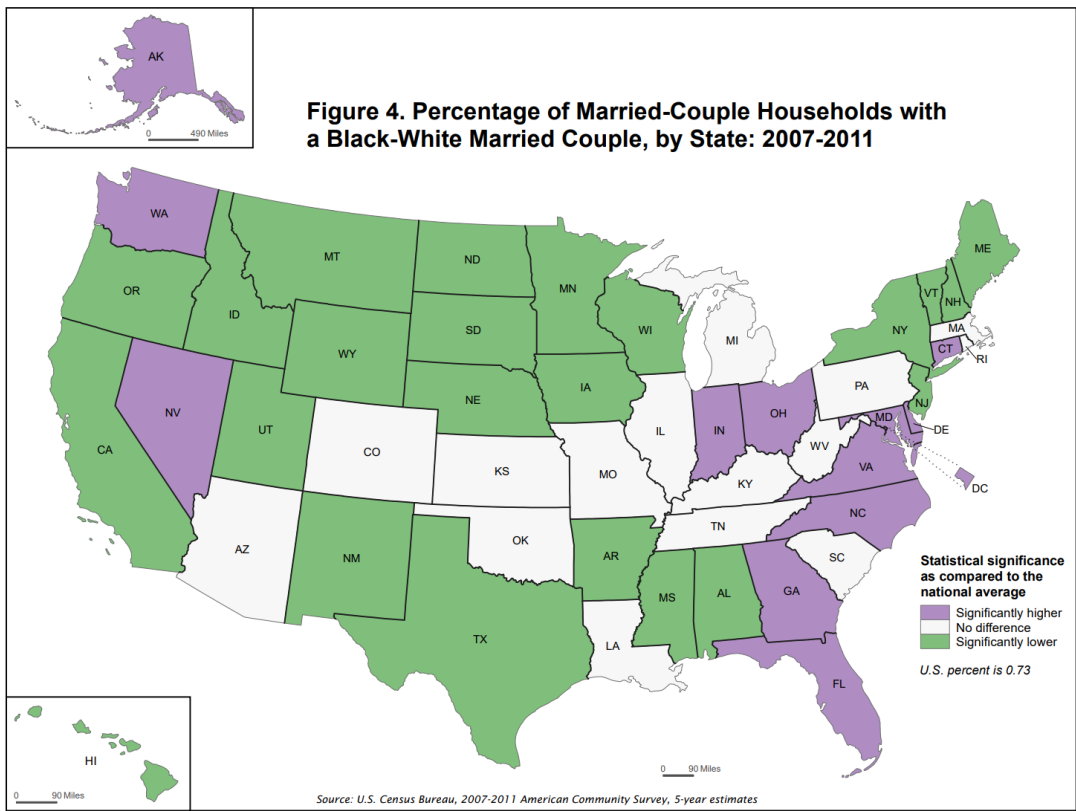 AK
0 490 Miles
Figure 4. Percentage of Married-Couple Households with
a Black-White Married Couple, by State: 2007-2011
WA
MT
ND
MN
ME
OR
ID
SD
WI
VT
NH
NY
MA
WY
MI
CT
RI
IA
NE
PA
NJ
NV
OH
MD
UT
IL
IN
DE
CA
CO
WV
KS
MO
VA
KY
DC
NC
TN
AZ
OK
NM
AR
SC
Statistical significance
as compared to the
national average
MS
AL
GA
Significantly higher
No difference
Significantly lower
TX
LA
U.S. percent is 0.73
FL
HI
0 90 Miles
0 90 Miles
Source: U.S. Census Bureau, 2007-2011 American Community Survey, 5-year estimates